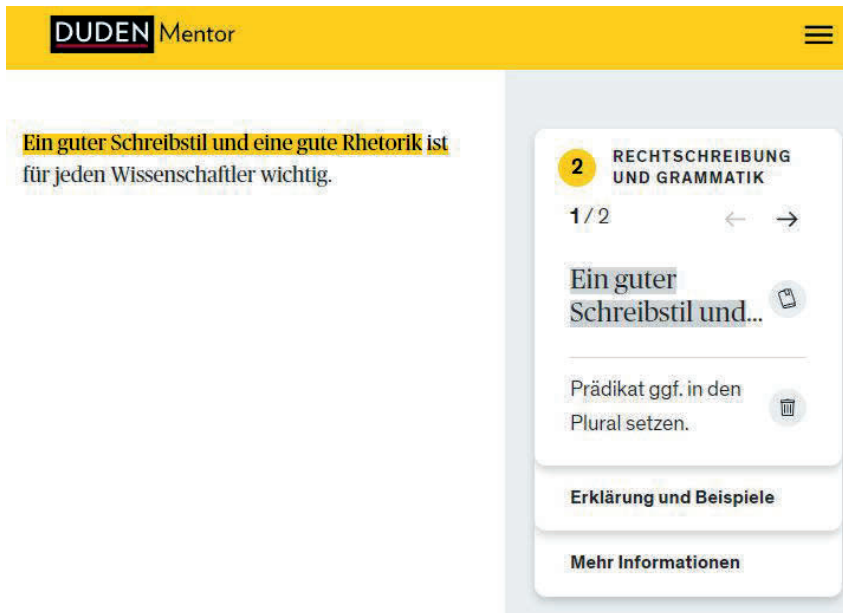 DUDEN Mentor
Ein guter Schreibstil und eine gute Rhetorik ist
für jeden Wissenschaftler wichtig.
2 RECHTSCHREIBUNG
UND GRAMMATIK
1/2 ← →
Ein guter
Schreibstil und...
Prädikat ggf. in den
Plural setzen.
Erklärung und Beispiele
Mehr Informationen